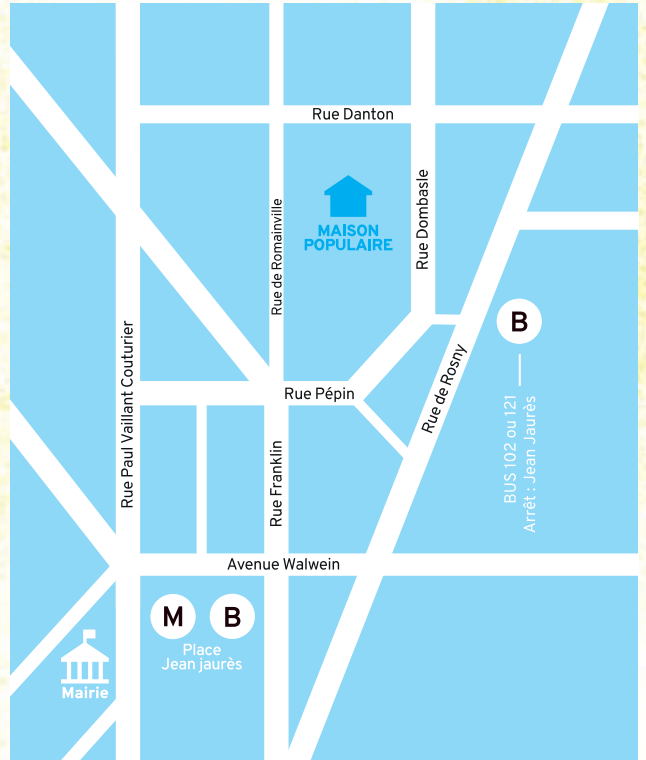 Rue Danton
MAISON
POPULAIRE
Rue de Romainville
Rue Dombasle
B
BUS 102 ou 121
Arrêt : Jean Jaurès
Rue de Rosny
Rue Paul Vaillant Couturier
Rue Pépin
Rue Franklin
Avenue Walwein
M
B
Place
Jean jaurès
Mairie